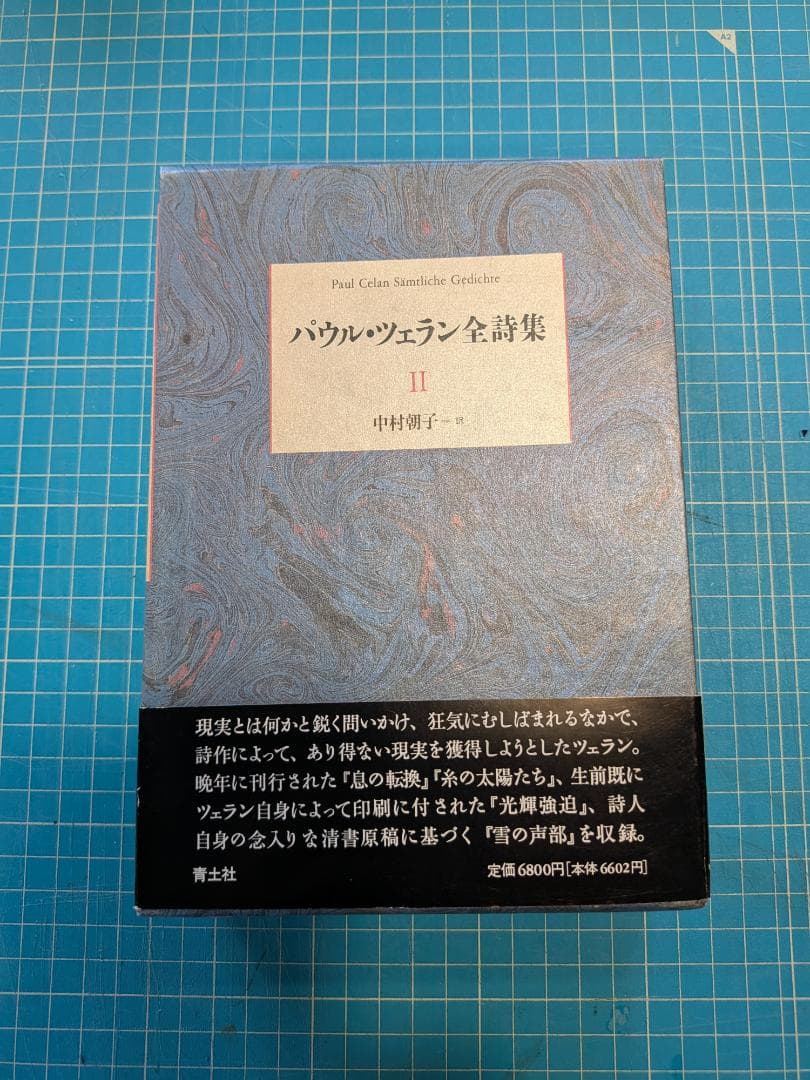 A2
Paul Celan Sämtliche Gedichte
パウル・ツェラン全詩集
II
中村朝子―訳
現実とは何かと鋭く問いかけ、狂気にむしばまれるなかで、
詩作によって、あり得ない現実を獲得しようとしたツェラン。
晩年に刊行された『息の転換』『糸の太陽たち』、生前既に
ツェラン自身によって印刷に付された『光輝強迫』、詩人
自身の念入りな清書原稿に基づく『雪の声部』を収録。
青土社
定価6800円[本体6602円]